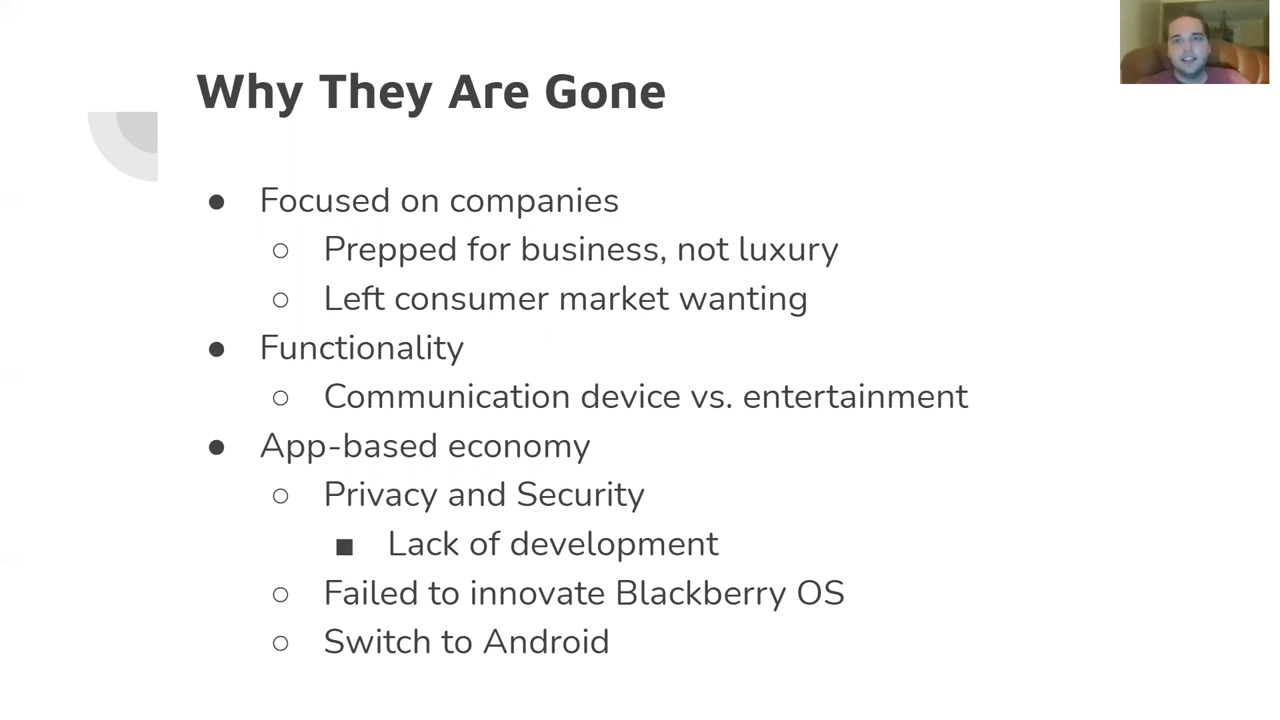 Why They Are Gone
● Focused on companies
○ Prepped for business, not luxury
○ Left consumer market wanting
● Functionality
○ Communication device vs. entertainment
● App-based economy
○ Privacy and Security
■ Lack of development
○ Failed to innovate Blackberry OS
○ Switch to Android